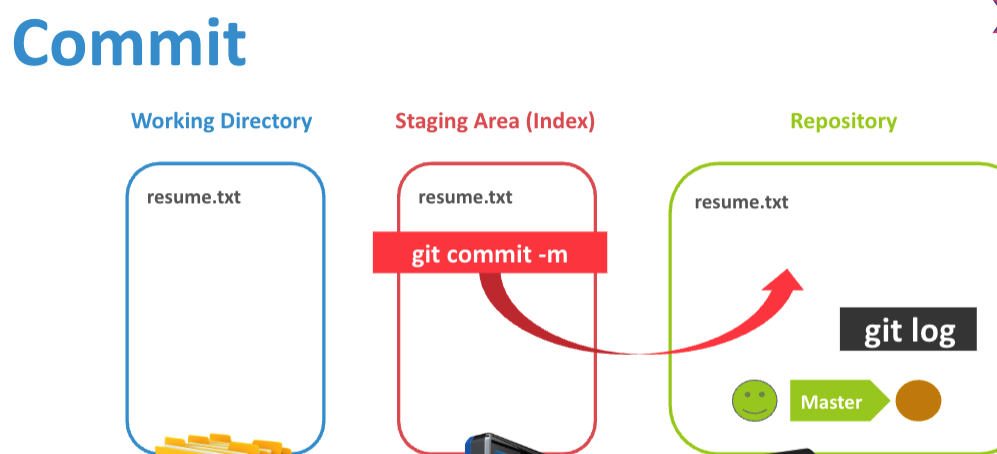 Commit
Working Directory
Staging Area (Index)
Repository
resume.txt
resume.txt
resume.txt
git commit -m
git log
Master